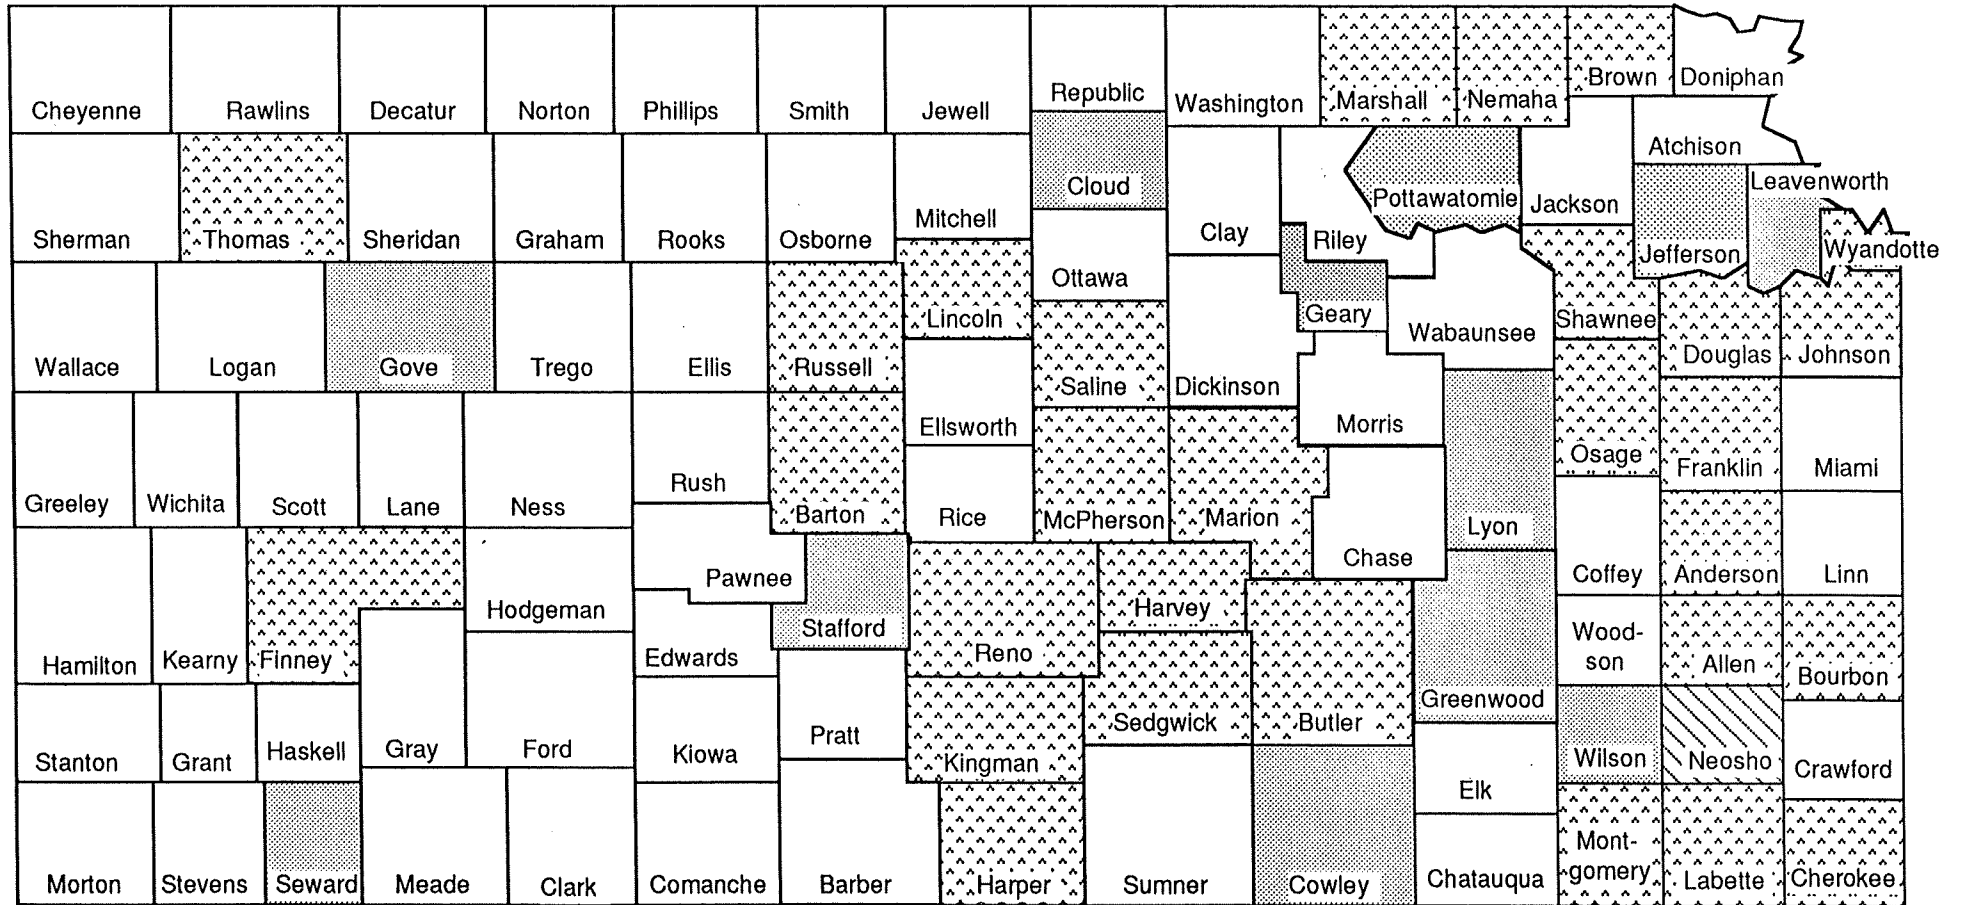 Cheyenne
Rawlins
Decatur
Norton
Phillips
Smith
Jewell
Republic
Washington
Marshall
Nemaha
Brown
Doniphan
Sherman
Thomas
Sheridan
Graham
Rooks
Osborne
Mitchell
Cloud
Clay
Riley
Pottawatomie
Jackson
Atchison
Jefferson
Leavenworth
Wyandotte
Wallace
Logan
Gove
Trego
Ellis
Russell
Lincoln
Ottawa
Saline
Dickinson
Geary
Wabaunsee
Shawnee
Douglas
Johnson
Greeley
Wichita
Scott
Lane
Ness
Rush
Barton
Ellsworth
Rice
McPherson
Marion
Morris
Chase
Lyon
Osage
Franklin
Miami
Hamilton
Kearny
Finney
Hodgeman
Pawnee
Edwards
Stafford
Reno
Harvey
Sedgwick
Butler
Greenwood
Coffey
Anderson
Linn
Wood-
son
Allen
Bourbon
Stanton
Grant
Haskell
Gray
Ford
Kiowa
Pratt
Kingman
Elk
Wilson
Neosho
Crawford
Morton
Stevens
Seward
Meade
Clark
Comanche
Barber
Harper
Sumner
Cowley
Chatauqua
Mont-
gomery
Labette
Cherokee